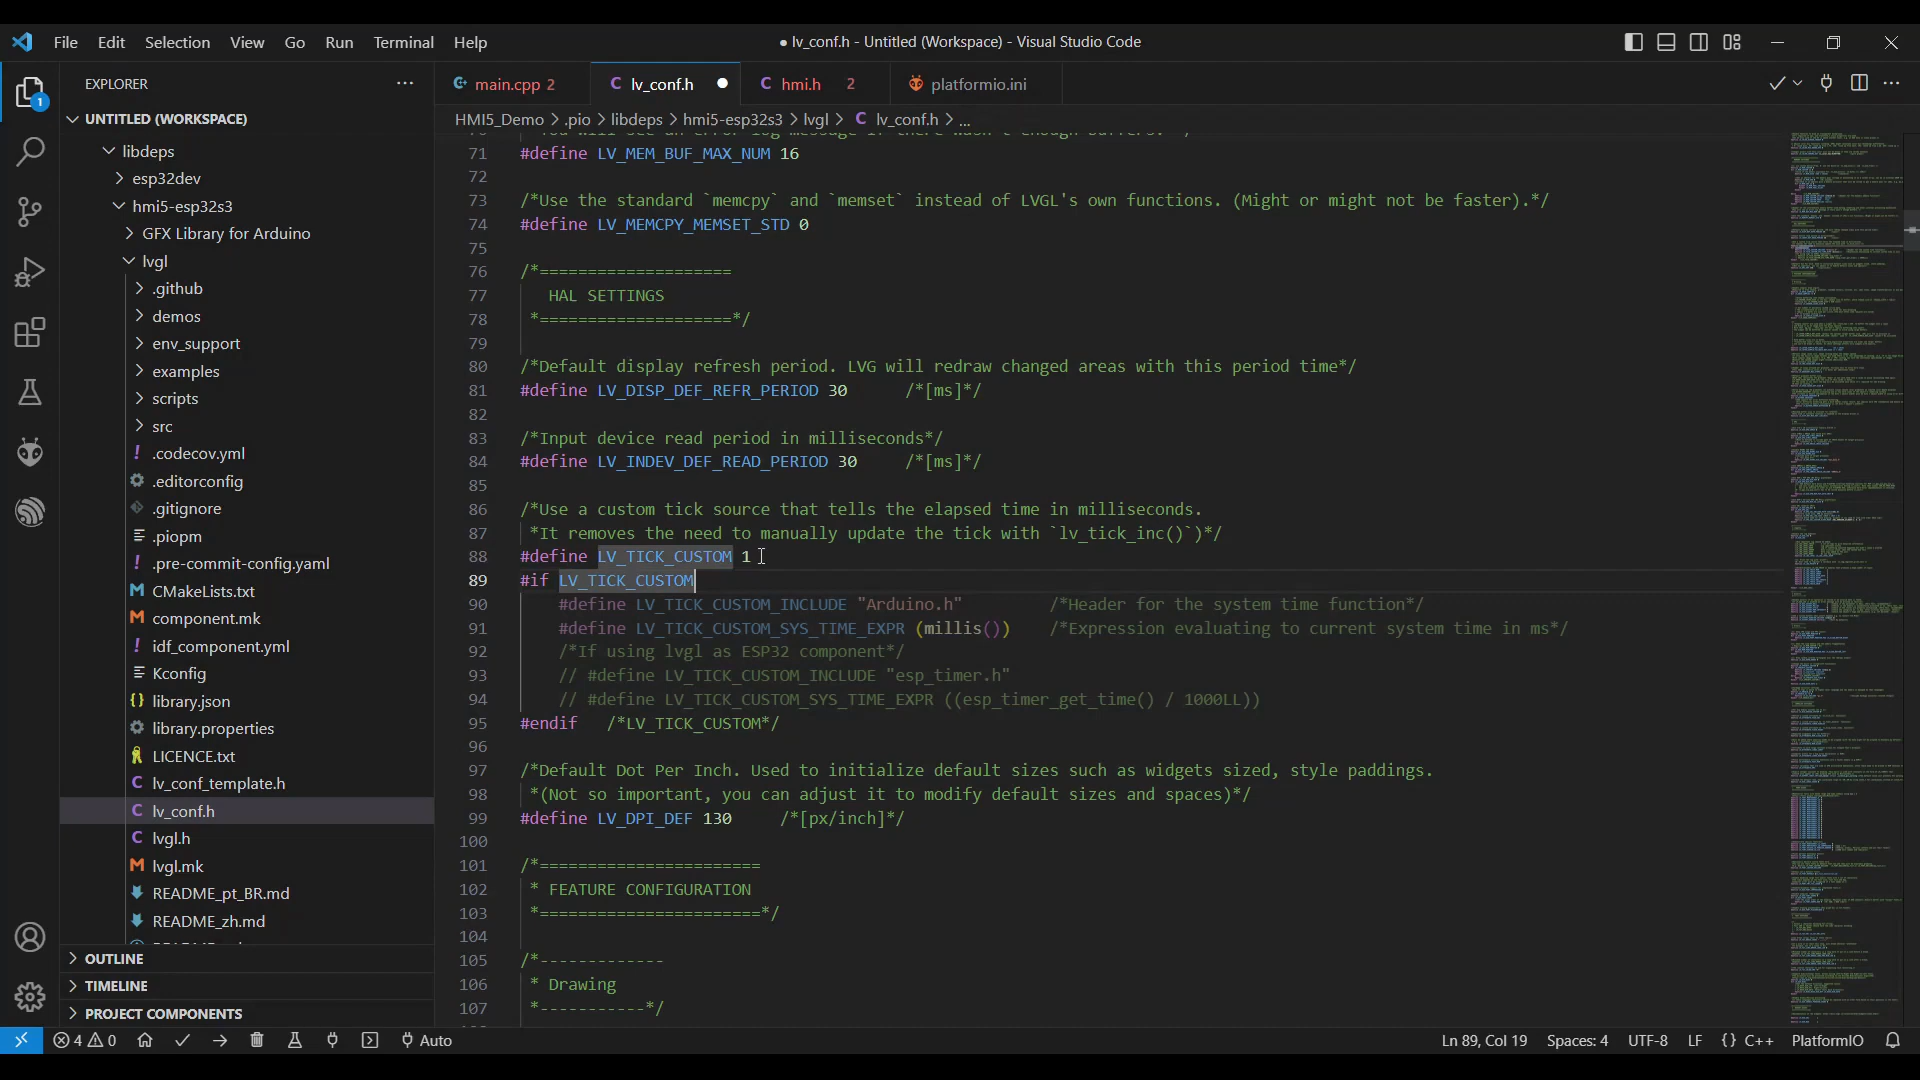 File Edit Selection View Go Run Terminal Help
● lv_conf.h - Untitled (Workspace) - Visual Studio Code
EXPLORER
1
UNTITLED (WORKSPACE)
libdeps
esp32dev
hmi5-esp32s3
GFX Library for Arduino
lvgl
.github
demos
env_support
examples
scripts
src
.codecov.yml
.editorconfig
.gitignore
.piopm
.pre-commit-config.yaml
CMakeLists.txt
component.mk
idf_component.yml
Kconfig
library.json
library.properties
LICENCE.txt
lv_conf_template.h
lv_conf.h
lvgl.h
lvgl.mk
README_pt_BR.md
README_zh.md
OUTLINE
TIMELINE
PROJECT COMPONENTS
main.cpp 2
lv_conf.h
hmi.h 2
platformio.ini
HMI5_Demo > .pio > libdeps > hmi5-esp32s3 > lvgl > C lv_conf.h > ...
71 #define LV_MEM_BUF_MAX_NUM 16
72
73 /*Use the standard `memcpy` and `memset` instead of LVGL's own functions. (Might or might not be faster).*/
74 #define LV_MEMCPY_MEMSET_STD 0
75
76 /*====================
77 HAL SETTINGS
78 *====================*/
79
80 /*Default display refresh period. LVG will redraw changed areas with this period time*/
81 #define LV_DISP_DEF_REFR_PERIOD 30 /*[ms]*/
82
83 /*Input device read period in milliseconds*/
84 #define LV_INDEV_DEF_READ_PERIOD 30 /*[ms]*/
85
86 /*Use a custom tick source that tells the elapsed time in milliseconds.
87 *It removes the need to manually update the tick with `lv_tick_inc()`)*/
88 #define LV_TICK_CUSTOM 1
89 #if LV_TICK_CUSTOM
90 #define LV_TICK_CUSTOM_INCLUDE "Arduino.h" /*Header for the system time function*/
91 #define LV_TICK_CUSTOM_SYS_TIME_EXPR (millis()) /*Expression evaluating to current system time in ms*/
92 /*If using lvgl as ESP32 component*/
93 // #define LV_TICK_CUSTOM_INCLUDE "esp_timer.h"
94 // #define LV_TICK_CUSTOM_SYS_TIME_EXPR ((esp_timer_get_time() / 1000LL))
95 #endif /*LV_TICK_CUSTOM*/
96
97 /*Default Dot Per Inch. Used to initialize default sizes such as widgets sized, style paddings.
98 *(Not so important, you can adjust it to modify default sizes and spaces)*/
99 #define LV_DPI_DEF 130 /*[px/inch]*/
100
101 /*=======================
102 * FEATURE CONFIGURATION
103 *=======================*/
104
105 /*-------------
106 * Drawing
107 *-----------*/
4 0 Auto
Ln 89, Col 19 Spaces: 4 UTF-8 LF {} C++ PlatformIO